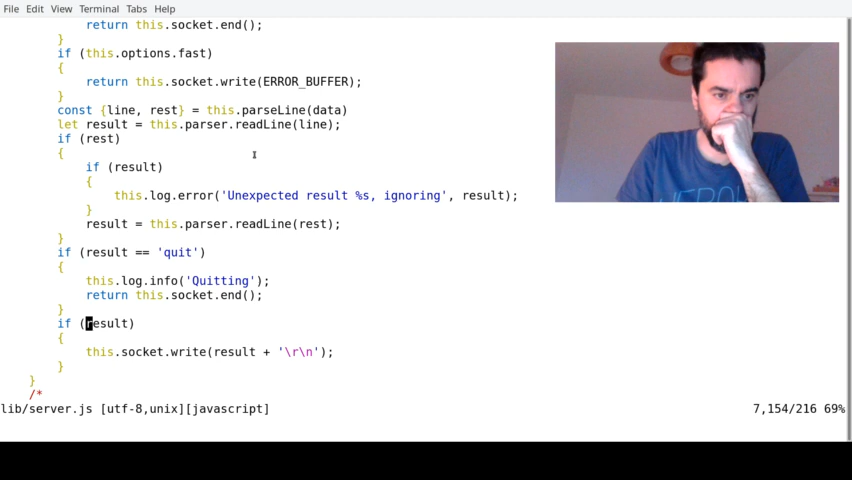 File Edit View Terminal Tabs Help
return this.socket.end();
}
if (this.options.fast)
{
return this.socket.write(ERROR_BUFFER);
}
const {line, rest} = this.parseLine(data)
let result = this.parser.readLine(line);
if (rest)
{
if (result)
{
this.log.error('Unexpected result %s, ignoring', result);
}
result = this.parser.readLine(rest);
}
if (result == 'quit')
{
this.log.info('Quitting');
return this.socket.end();
}
if (result)
{
this.socket.write(result + '\r\n');
}
}
/*
lib/server.js [utf-8,unix][javascript] 7,154/216 69%